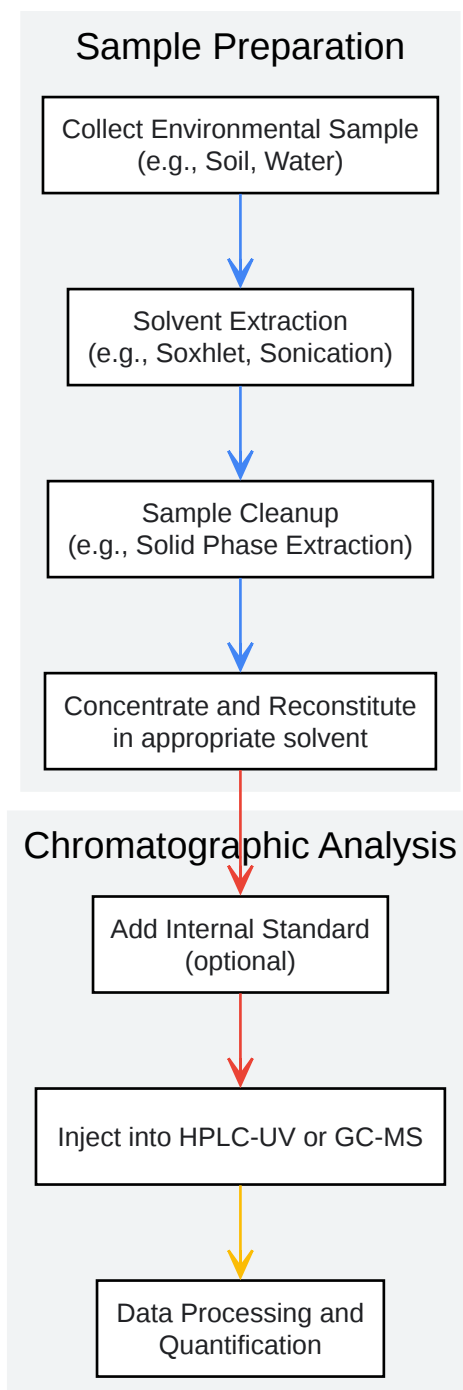 Sample Preparation
Collect Environmental Sample
(e.g., Soil, Water)
Solvent Extraction
(e.g., Soxhlet, Sonication)
Sample Cleanup
(e.g., Solid Phase Extraction)
Concentrate and Reconstitute
in appropriate solvent
Chromatographic Analysis
Add Internal Standard
(optional)
Inject into HPLC-UV or GC-MS
Data Processing and
Quantification